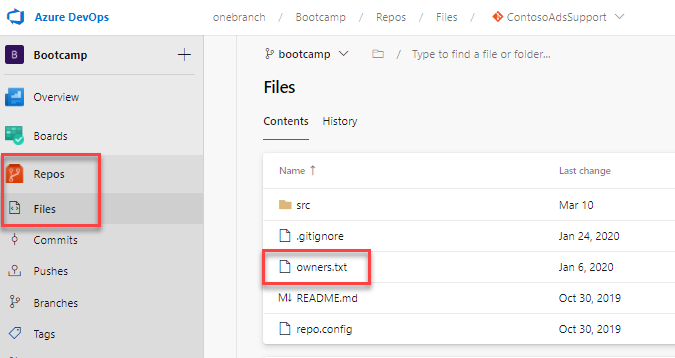 Azure DevOps onebranch / Bootcamp / Repos / Files / ContosoAdsSupport
B Bootcamp +
bootcamp / Type to find a file or folder...
Overview
Files
Boards
Contents History
Repos
Name ↑ Last change
Files
src Mar 10
Commits
.gitignore Jan 24, 2020
Pushes
owners.txt Jan 6, 2020
Branches
M↓ README.md Oct 30, 2019
Tags
repo.config Oct 30, 2019